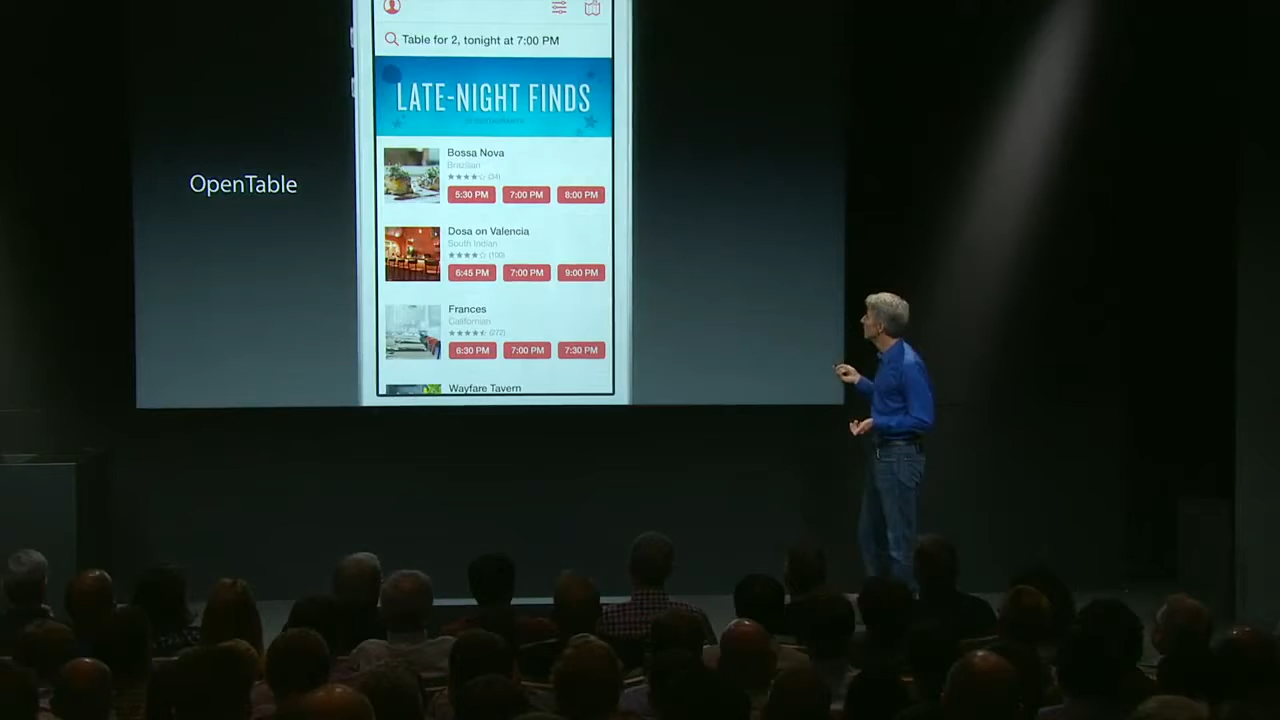 OpenTable
Table for 2, tonight at 7:00 PM
LATE-NIGHT FINDS
Bossa Nova
Brazilian
(34)
5:30 PM 7:00 PM 8:00 PM
Dosa on Valencia
South Indian
(100)
6:45 PM 7:00 PM 9:00 PM
Frances
Californian
(272)
6:30 PM 7:00 PM 7:30 PM
Wayfare Tavern